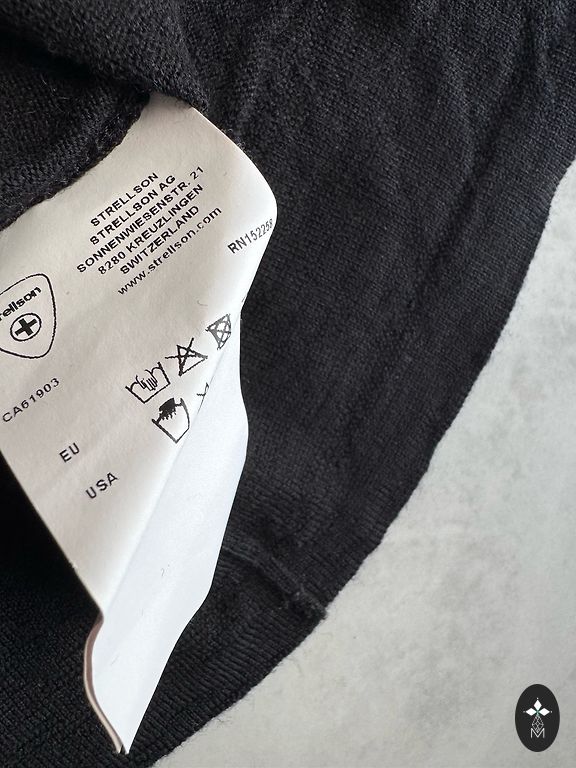 STRELLSON
STRELLSON AG
SONNENWIESENSTR. 21
8280 KREUZLINGEN
SWITZERLAND
www.strellson.com
RN152258
CA61903
EU
USA